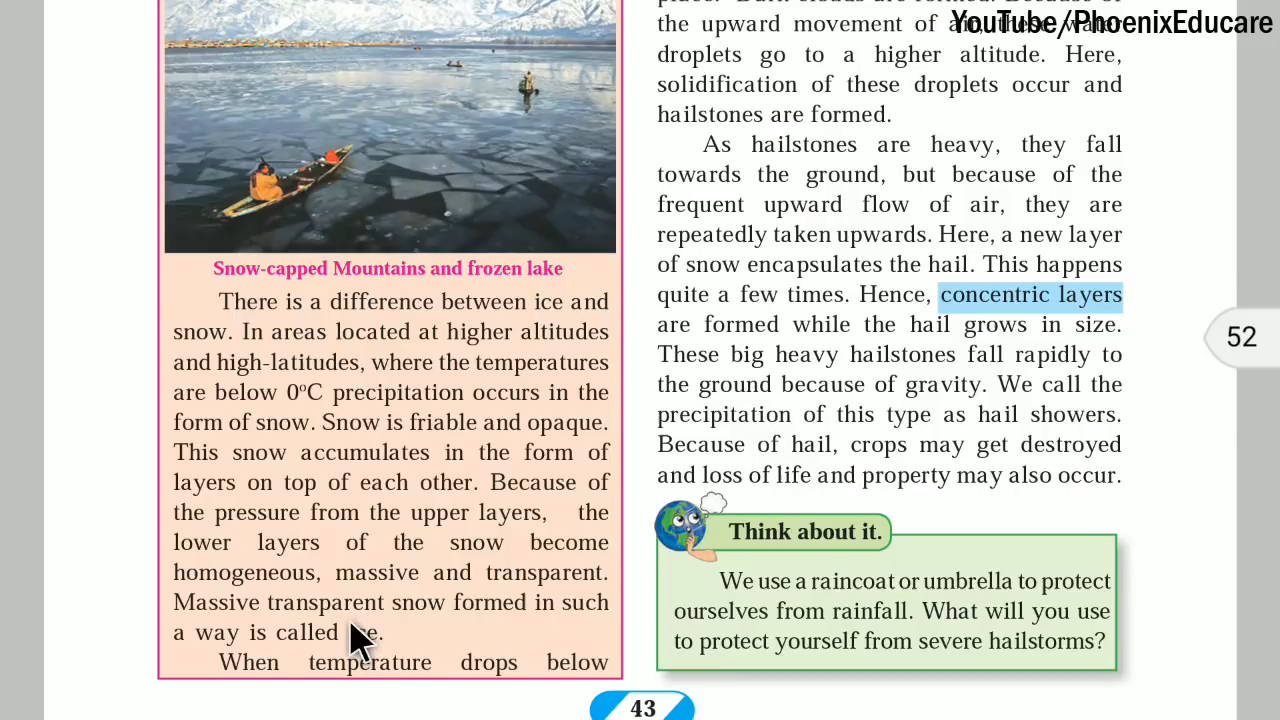 Snow-capped Mountains and frozen lake
There is a difference between ice and
snow. In areas located at higher altitudes
and high-latitudes, where the temperatures
are below 0°C precipitation occurs in the
form of snow. Snow is friable and opaque.
This snow accumulates in the form of
layers on top of each other. Because of
the pressure from the upper layers, the
lower layers of the snow become
homogeneous, massive and transparent.
Massive transparent snow formed in such
a way is called
When temperature drops below
the upward movement of air, these water
droplets go to a higher altitude. Here,
solidification of these droplets occur and
hailstones are formed.
As hailstones are heavy, they fall
towards the ground, but because of the
frequent upward flow of air, they are
repeatedly taken upwards. Here, a new layer
of snow encapsulates the hail. This happens
quite a few times. Hence, concentric layers
are formed while the hail grows in size.
These big heavy hailstones fall rapidly to
the ground because of gravity. We call the
precipitation of this type as hail showers.
Because of hail, crops may get destroyed
and loss of life and property may also occur.
Think about it.
We use a raincoat or umbrella to protect
ourselves from rainfall. What will you use
to protect yourself from severe hailstorms?
43
YouTube/PhoenixEducare
52